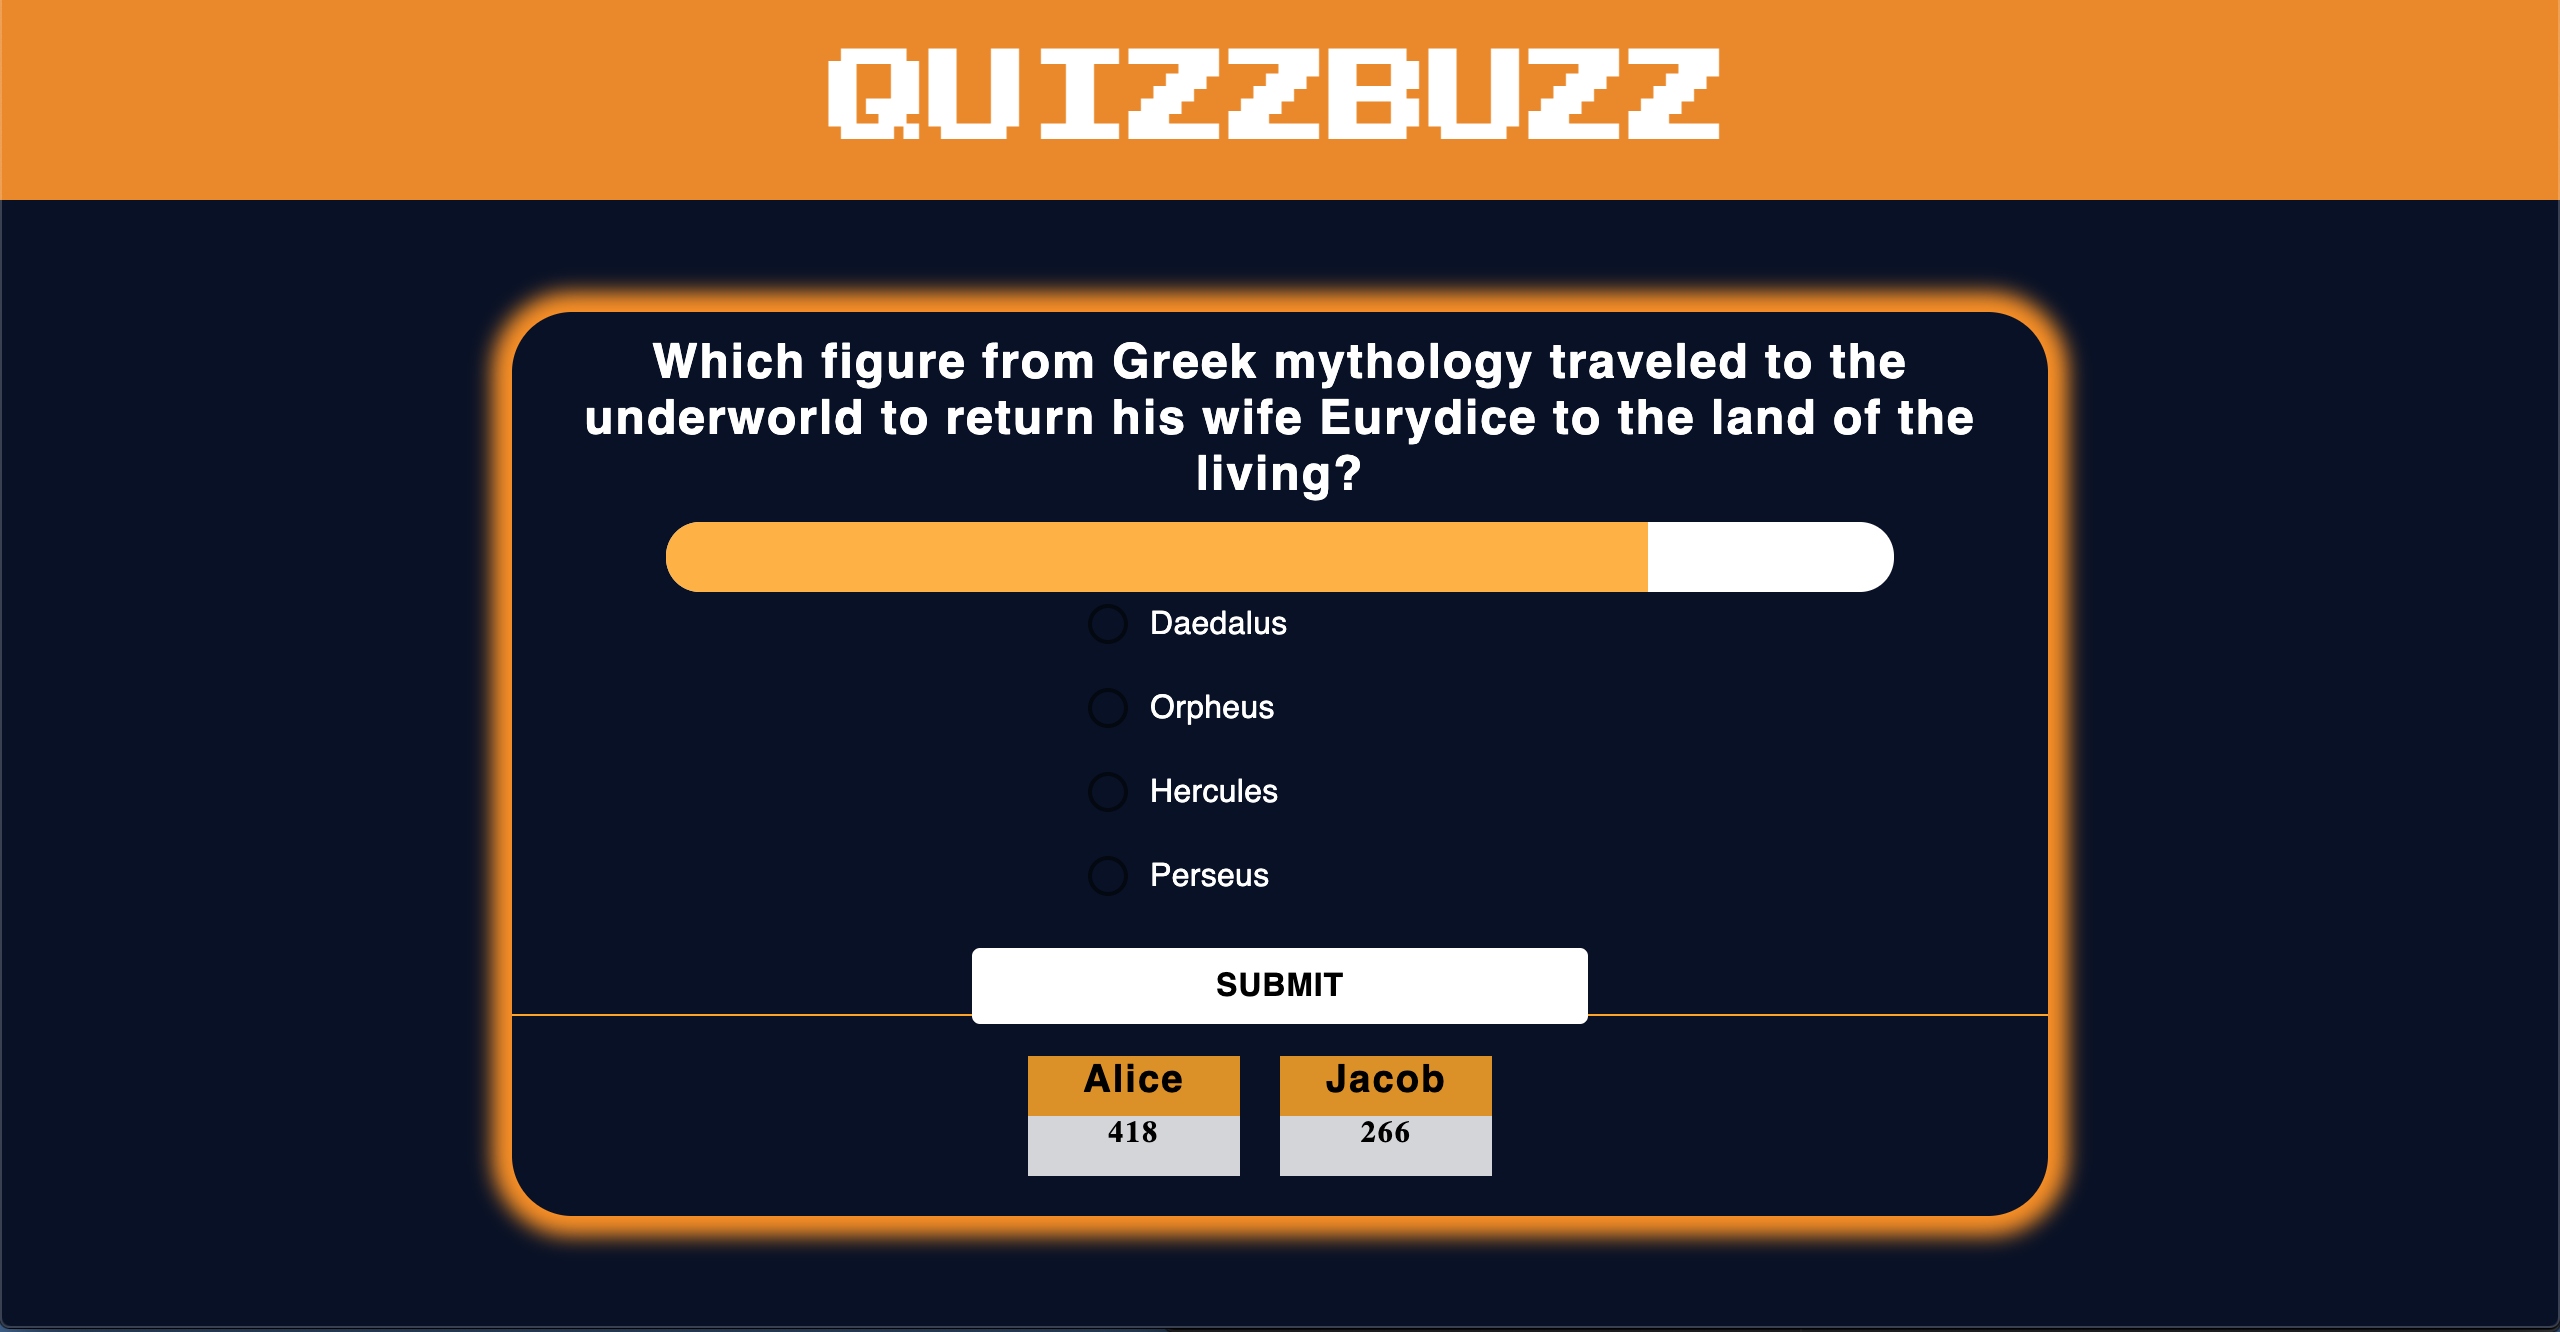 QUIZZBUZZ
Which figure from Greek mythology traveled to the
underworld to return his wife Eurydice to the land of the
living?
Daedalus
Orpheus
Hercules
Perseus
SUBMIT
Alice
418
Jacob
266